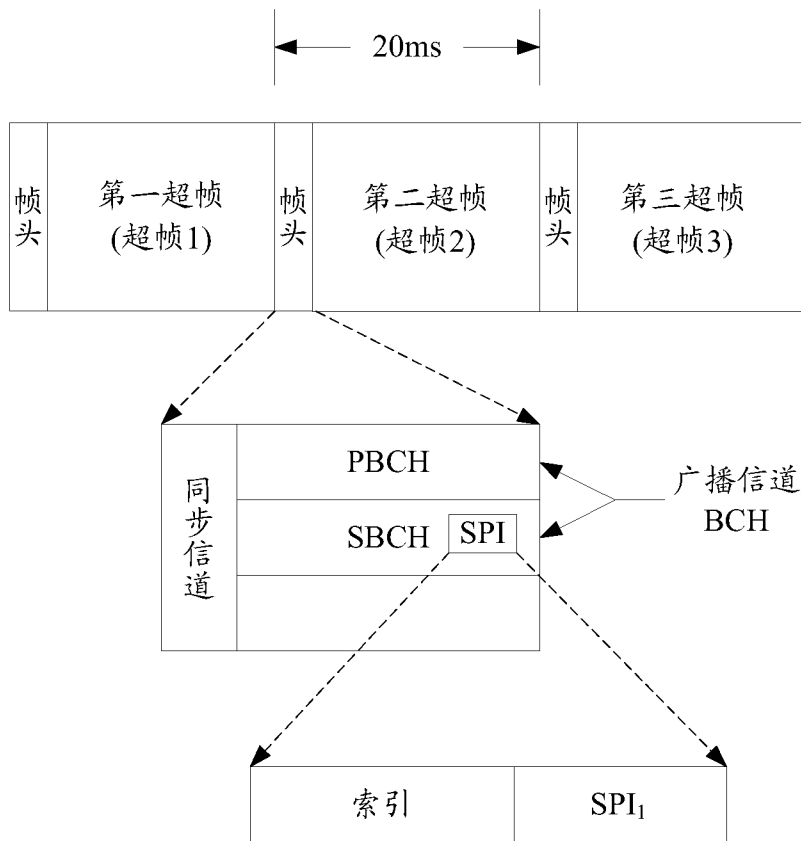 20ms
帧头
第一超帧
(超帧1)
帧头
第二超帧
(超帧2)
帧头
第三超帧
(超帧3)
同步信道
PBCH
SBCH
SPI
广播信道
BCH
索引
SPI₁